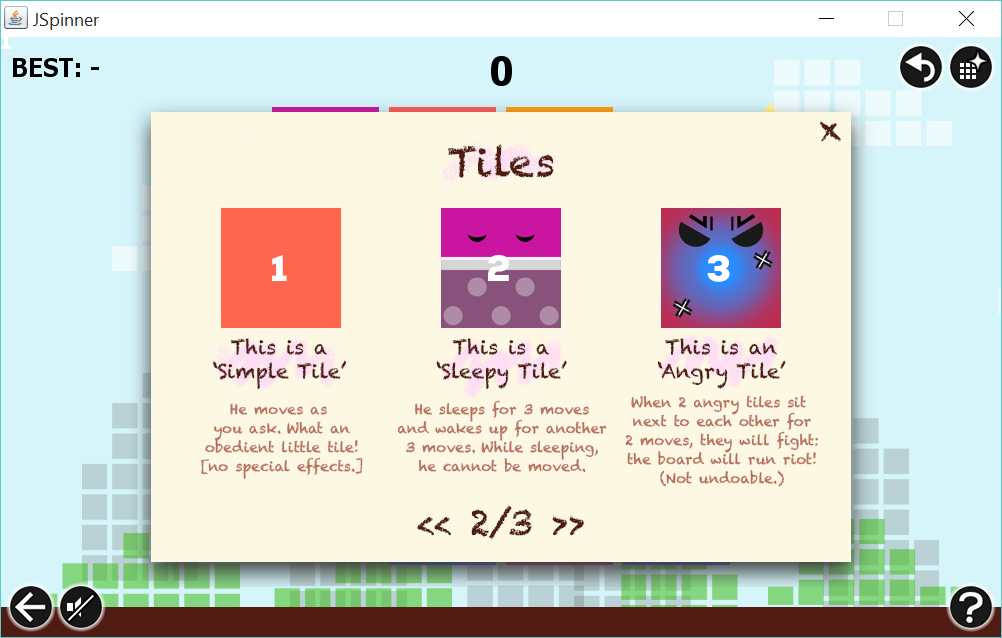 JSpinner
1
BEST: -
0
Tiles
1
2
3
This is a
‘Simple Tile’
He moves as
you ask. What an
obedient little tile!
[no special effects.]
This is a
‘Sleepy Tile’
He sleeps for 3 moves
and wakes up for another
3 moves. While sleeping,
he cannot be moved.
This is an
‘Angry Tile’
When 2 angry tiles sit
next to each other for
2 moves, they will fight:
the board will run riot!
(Not undoable.)
<< 2/3 >>
?